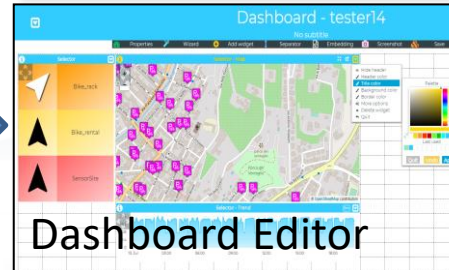 Dashboard - tester14
No subtitle
Properties Wizard Add widget Separator Embedding Screenshot Save
Selector
Selector - Map
Hide header
Header color
Title color
Background color
Border color
More options
Delete widget
Quit
Palette
Bike_rack
Bike_rental
SensorSite
Selector - Trend
Dashboard Editor